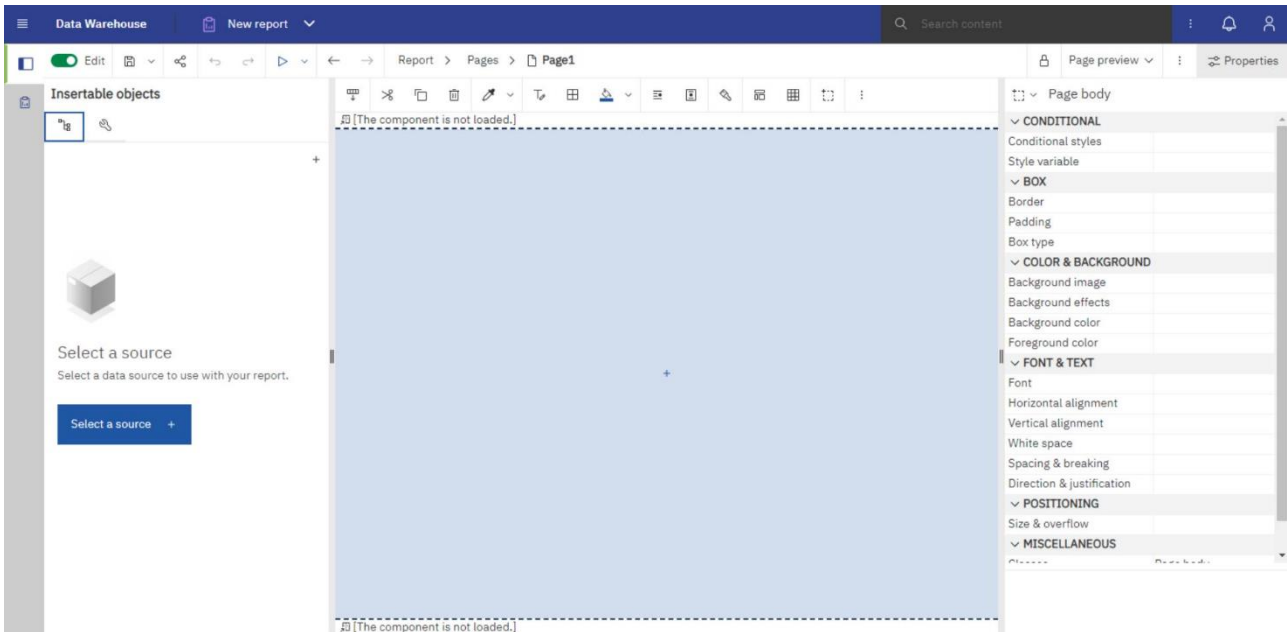 Data Warehouse
New report
Search content
Edit
Report > Pages > Page1
Page preview
Properties
Insertable objects
Page body
[The component is not loaded.]
CONDITIONAL
Conditional styles
Style variable
BOX
Border
Padding
Box type
COLOR & BACKGROUND
Background image
Background effects
Background color
Foreground color
Select a source
Select a data source to use with your report.
Select a source +
FONT & TEXT
Font
Horizontal alignment
Vertical alignment
White space
Spacing & breaking
Direction & justification
POSITIONING
Size & overflow
MISCELLANEOUS
[The component is not loaded.]